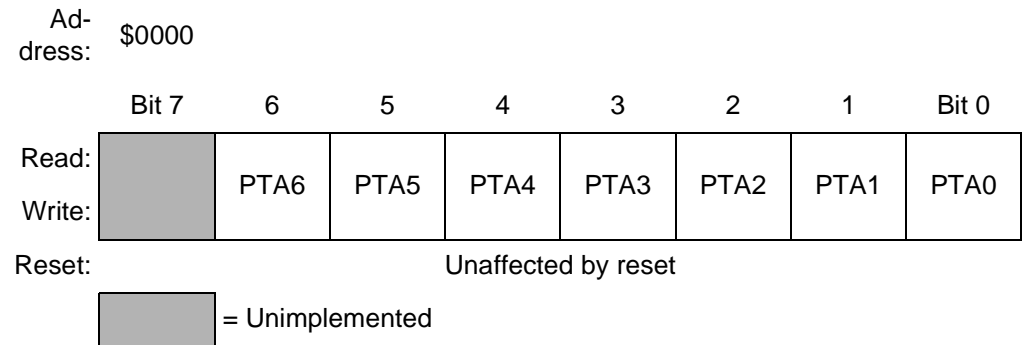 Ad-
dress: $0000
Bit 7 6 5 4 3 2 1 Bit 0
Read:
PTA6 PTA5 PTA4 PTA3 PTA2 PTA1 PTA0
Write:
Reset: Unaffected by reset
= Unimplemented